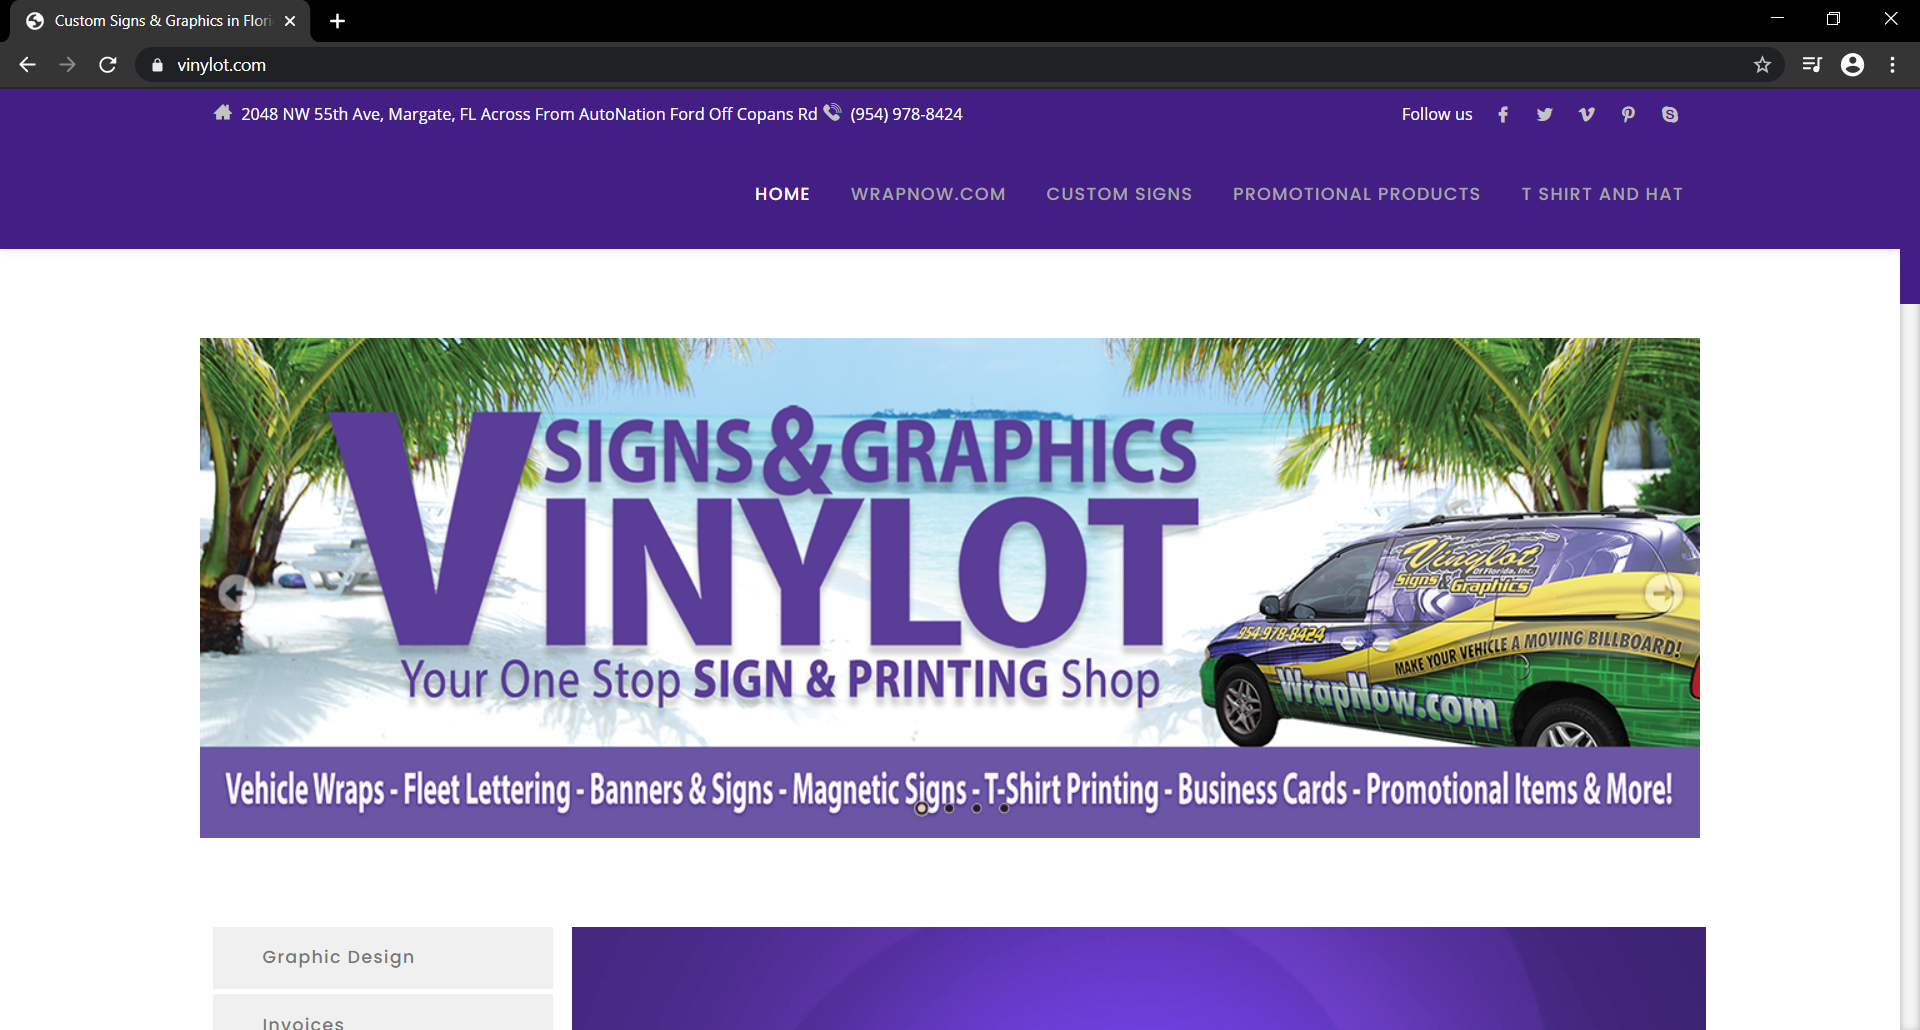 Custom Signs & Graphics in Flori
vinylot.com
2048 NW 55th Ave, Margate, FL Across From AutoNation Ford Off Copans Rd (954) 978-8424
Follow us
HOME WRAPNOW.COM CUSTOM SIGNS PROMOTIONAL PRODUCTS T SHIRT AND HAT
SIGNS & GRAPHICS
VINYLOT
Your One Stop SIGN & PRINTING Shop
Vinylot
Of Florida, Inc.
Signs & Graphics
954-978-8424
MAKE YOUR VEHICLE A MOVING BILLBOARD!
WrapNow.com
Vehicle Wraps - Fleet Lettering - Banners & Signs - Magnetic Signs - T-Shirt Printing - Business Cards - Promotional Items & More!
Graphic Design
Invoices